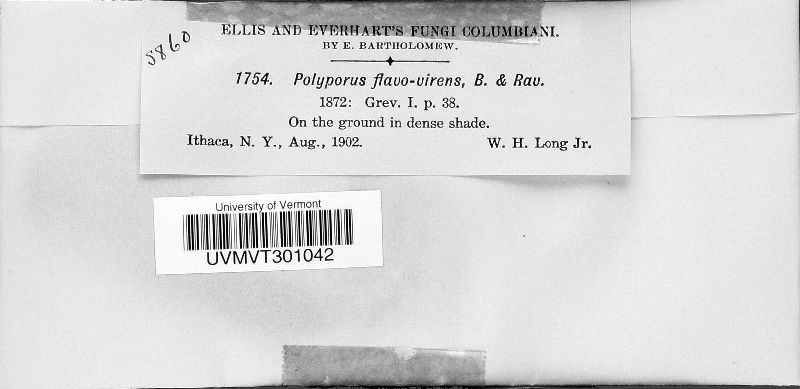 5860
ELLIS AND EVERHART'S FUNGI COLUMBIANI.
BY E. BARTHOLOMEW.
1754. Polyporus flavo-virens, B. & Rav.
1872: Grev. I. p. 38.
On the ground in dense shade.
Ithaca, N. Y., Aug., 1902. W. H. Long Jr.
University of Vermont
UVMVT301042